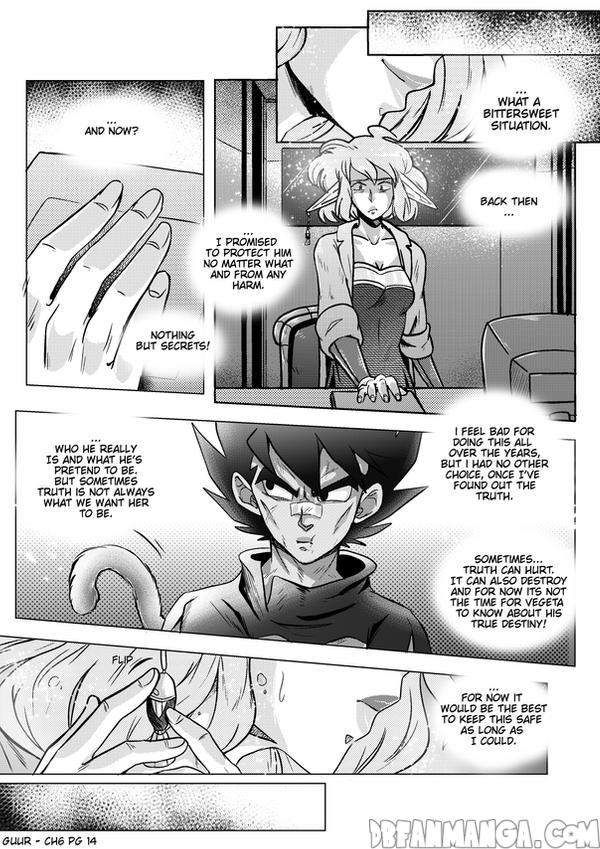 ...
WHAT A
BITTERSWEET
SITUATION.
BACK THEN
...
...
I PROMISED
TO PROTECT HIM
NO MATTER WHAT
AND FROM ANY
HARM.
...
AND NOW?
NOTHING
BUT SECRETS!
...
WHO HE REALLY
IS AND WHAT HE'S
PRETEND TO BE.
BUT SOMETIMES
TRUTH IS NOT ALWAYS
WHAT WE WANT HER
TO BE.
I FEEL BAD FOR
DOING THIS ALL
OVER THE YEARS,
BUT I HAD NO OTHER
CHOICE, ONCE I'VE
FOUND OUT THE
TRUTH.
SOMETIMES...
TRUTH CAN HURT.
IT CAN ALSO DESTROY
AND FOR NOW ITS NOT
THE TIME FOR VEGETA
TO KNOW ABOUT HIS
TRUE DESTINY!
FLIP
FOR NOW IT
WOULD BE THE BEST
TO KEEP THIS SAFE
AS LONG AS
I COULD.
GUUR - CH6 PG 14
DBFANMANGA.COM